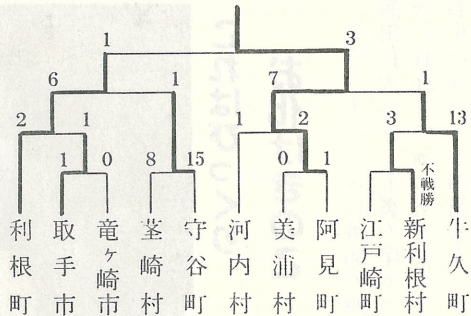 1 3
6 1 7 1
2 1 1 2 3 13
1 0 8 15 0 1 不戦勝
利根町
取手市
竜ヶ崎市
茎崎村
守谷町
河内村
美浦村
阿見町
江戸崎町
新利根村
牛久町